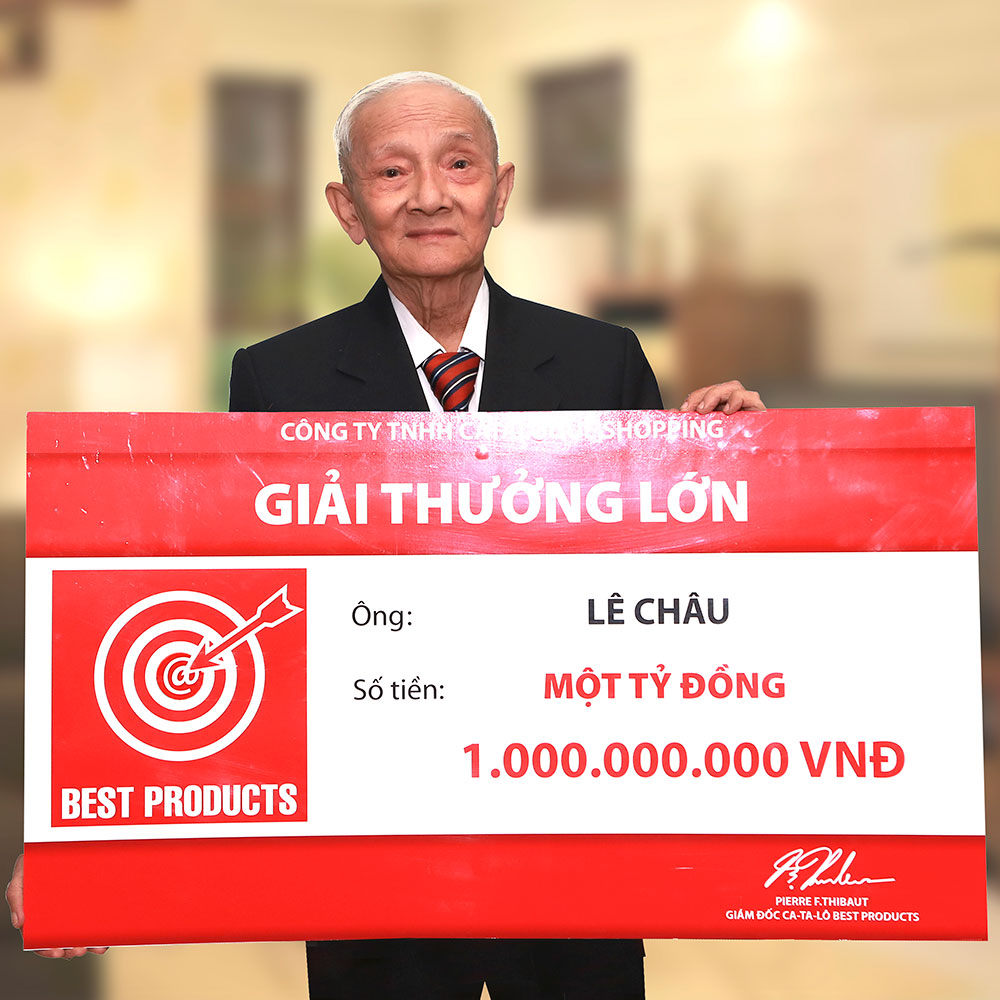 CÔNG TY TNHH SHOPPING
GIẢI THƯỞNG LỚN
Ông: LÊ CHÂU
Số tiền: MỘT TỶ ĐỒNG
1.000.000.000 VNĐ
@
BEST PRODUCTS
PIERRE F.THIBAUT
GIÁM ĐỐC CA-TA-LÔ BEST PRODUCTS